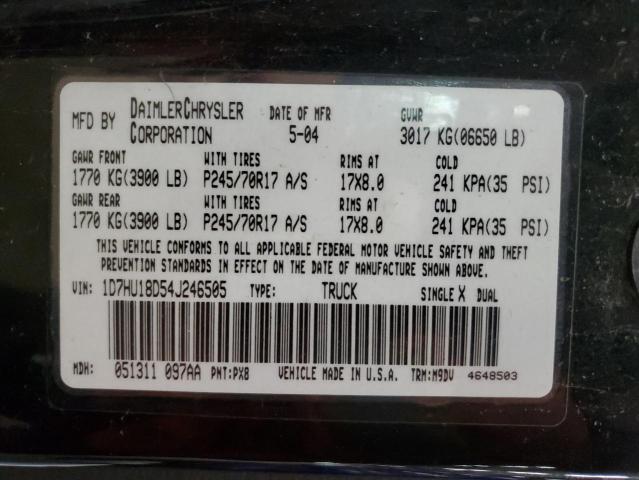 MFD BY DAIMLERCHRYSLER CORPORATION DATE OF MFR 5-04 GVWR 3017 KG(06650 LB)
GAWR FRONT WITH TIRES RIMS AT COLD
1770 KG(3900 LB) P245/70R17 A/S 17X8.0 241 KPA(35 PSI)
GAWR REAR WITH TIRES RIMS AT COLD
1770 KG(3900 LB) P245/70R17 A/S 17X8.0 241 KPA(35 PSI)
THIS VEHICLE CONFORMS TO ALL APPLICABLE FEDERAL MOTOR VEHICLE SAFETY AND THEFT
PREVENTION STANDARDS IN EFFECT ON THE DATE OF MANUFACTURE SHOWN ABOVE.
VIN: 1D7HU18D54J246505 TYPE: TRUCK SINGLE X DUAL
MDH: 051311 097AA PNT:PX8 VEHICLE MADE IN U.S.A. TRM:M9DV 4648503